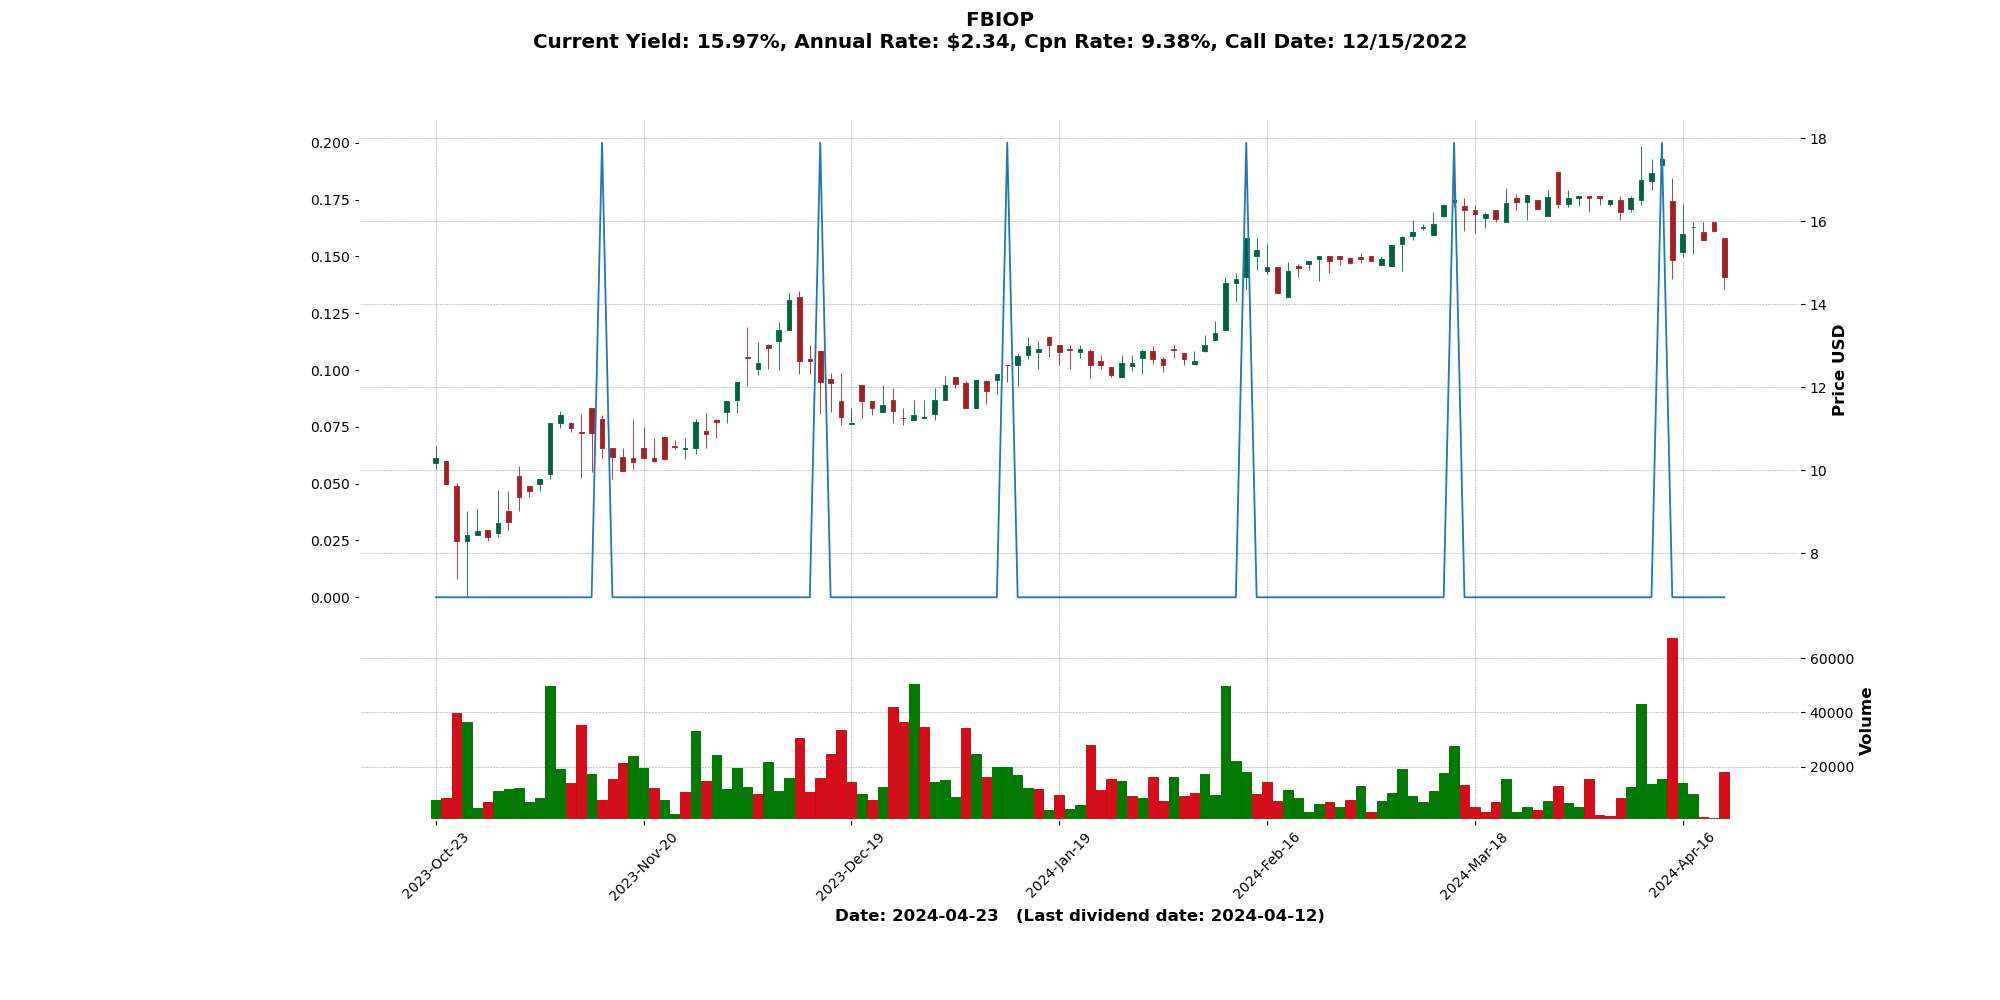 FBIOP
Current Yield: 15.97%, Annual Rate: $2.34, Cpn Rate: 9.38%, Call Date: 12/15/2022
0.200
0.175
0.150
0.125
0.100
0.075
0.050
0.025
0.000
18
16
14
12
10
8
Price USD
60000
40000
20000
Volume
2023-Oct-23
2023-Nov-20
2023-Dec-19
2024-Jan-19
2024-Feb-16
2024-Mar-18
2024-Apr-16
Date: 2024-04-23 (Last dividend date: 2024-04-12)